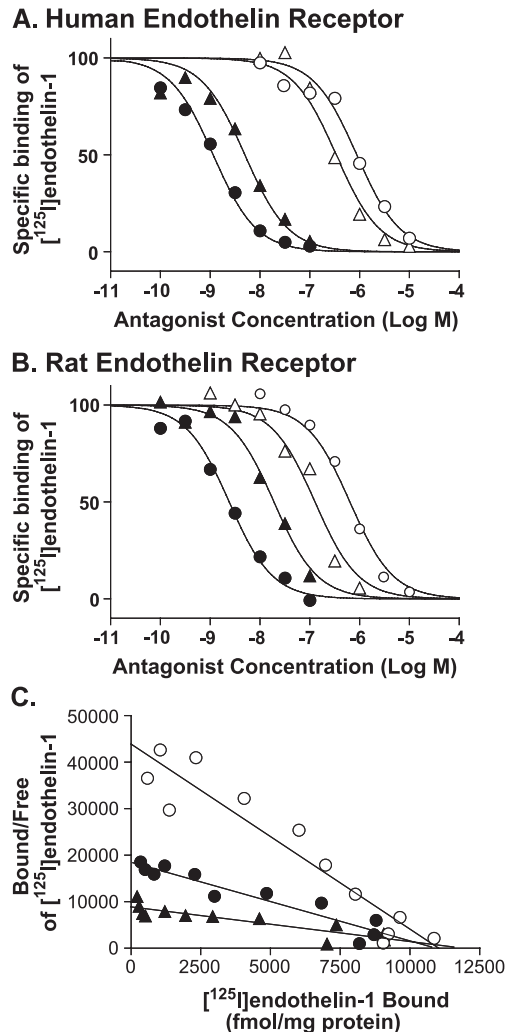 A. Human Endothelin Receptor
Specific binding of
[¹²⁵I]endothelin-1
100
50
0
-11 -10 -9 -8 -7 -6 -5 -4
Antagonist Concentration (Log M)
B. Rat Endothelin Receptor
Specific binding of
[¹²⁵I]endothelin-1
100
50
0
-11 -10 -9 -8 -7 -6 -5 -4
Antagonist Concentration (Log M)
C.
Bound/Free
of [¹²⁵I]endothelin-1
50000
40000
30000
20000
10000
0
0 2500 5000 7500 10000 12500
[¹²⁵I]endothelin-1 Bound
(fmol/mg protein)